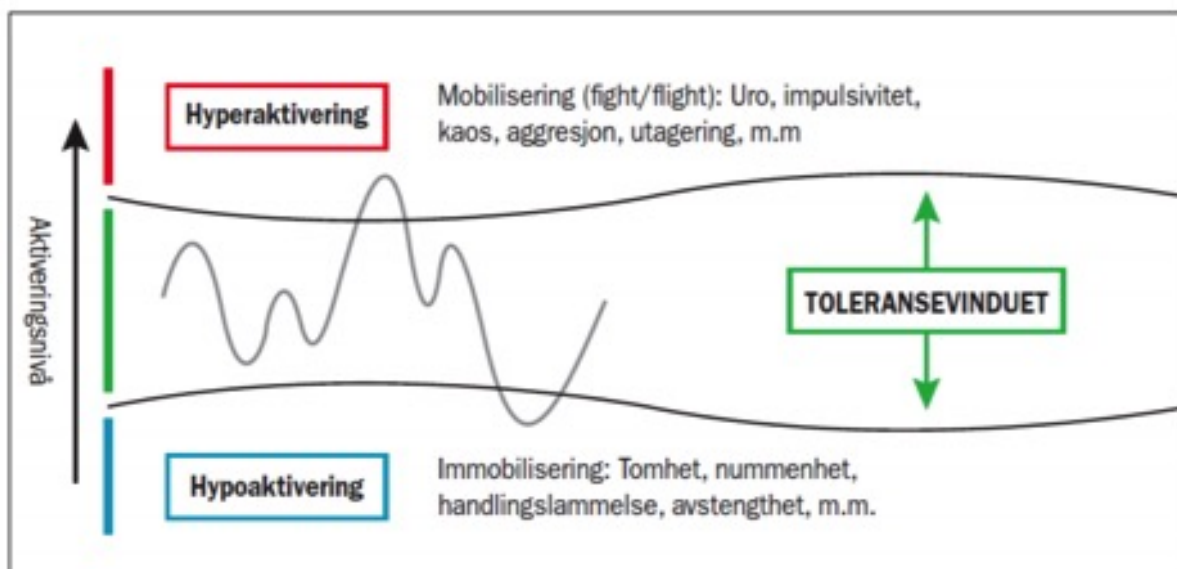 Hyperaktivering
Mobilisering (fight/flight): Uro, impulsivitet,
kaos, aggresjon, utagering, m.m
Aktiveringsnivå
TOLERANSEVINDUET
Hypoaktivering
Immobilisering: Tomhet, nummenhet,
handlingslammelse, avstengthet, m.m.